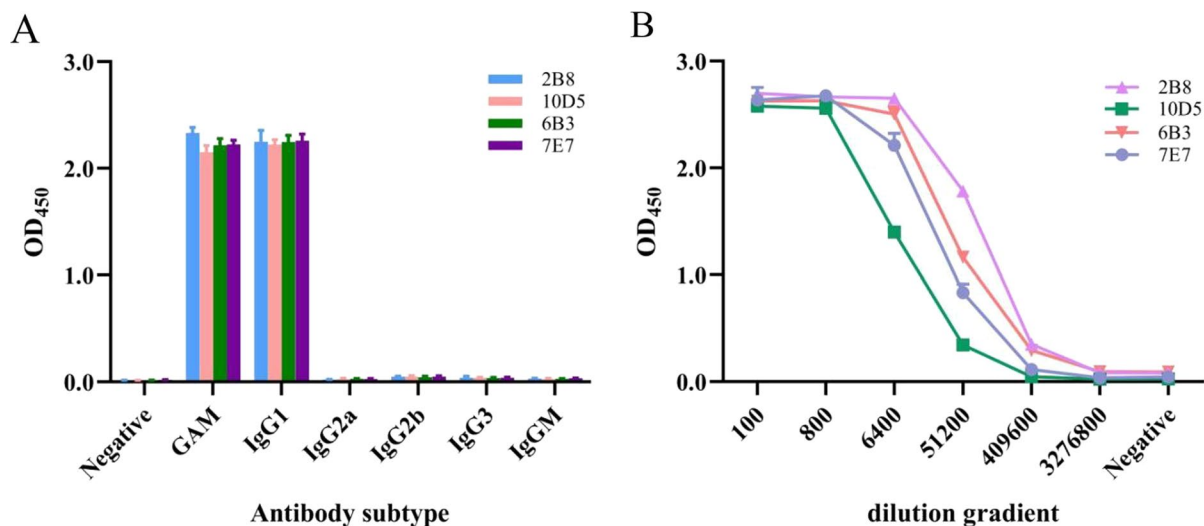 A
OD450
3.0
2.0
1.0
0.0
2B8
10D5
6B3
7E7
Negative
GAM
IgG1
IgG2a
IgG2b
IgG3
IgGM
Antibody subtype
B
OD450
3.0
2.0
1.0
0.0
2B8
10D5
6B3
7E7
100
800
6400
51200
409600
3276800
Negative
dilution gradient